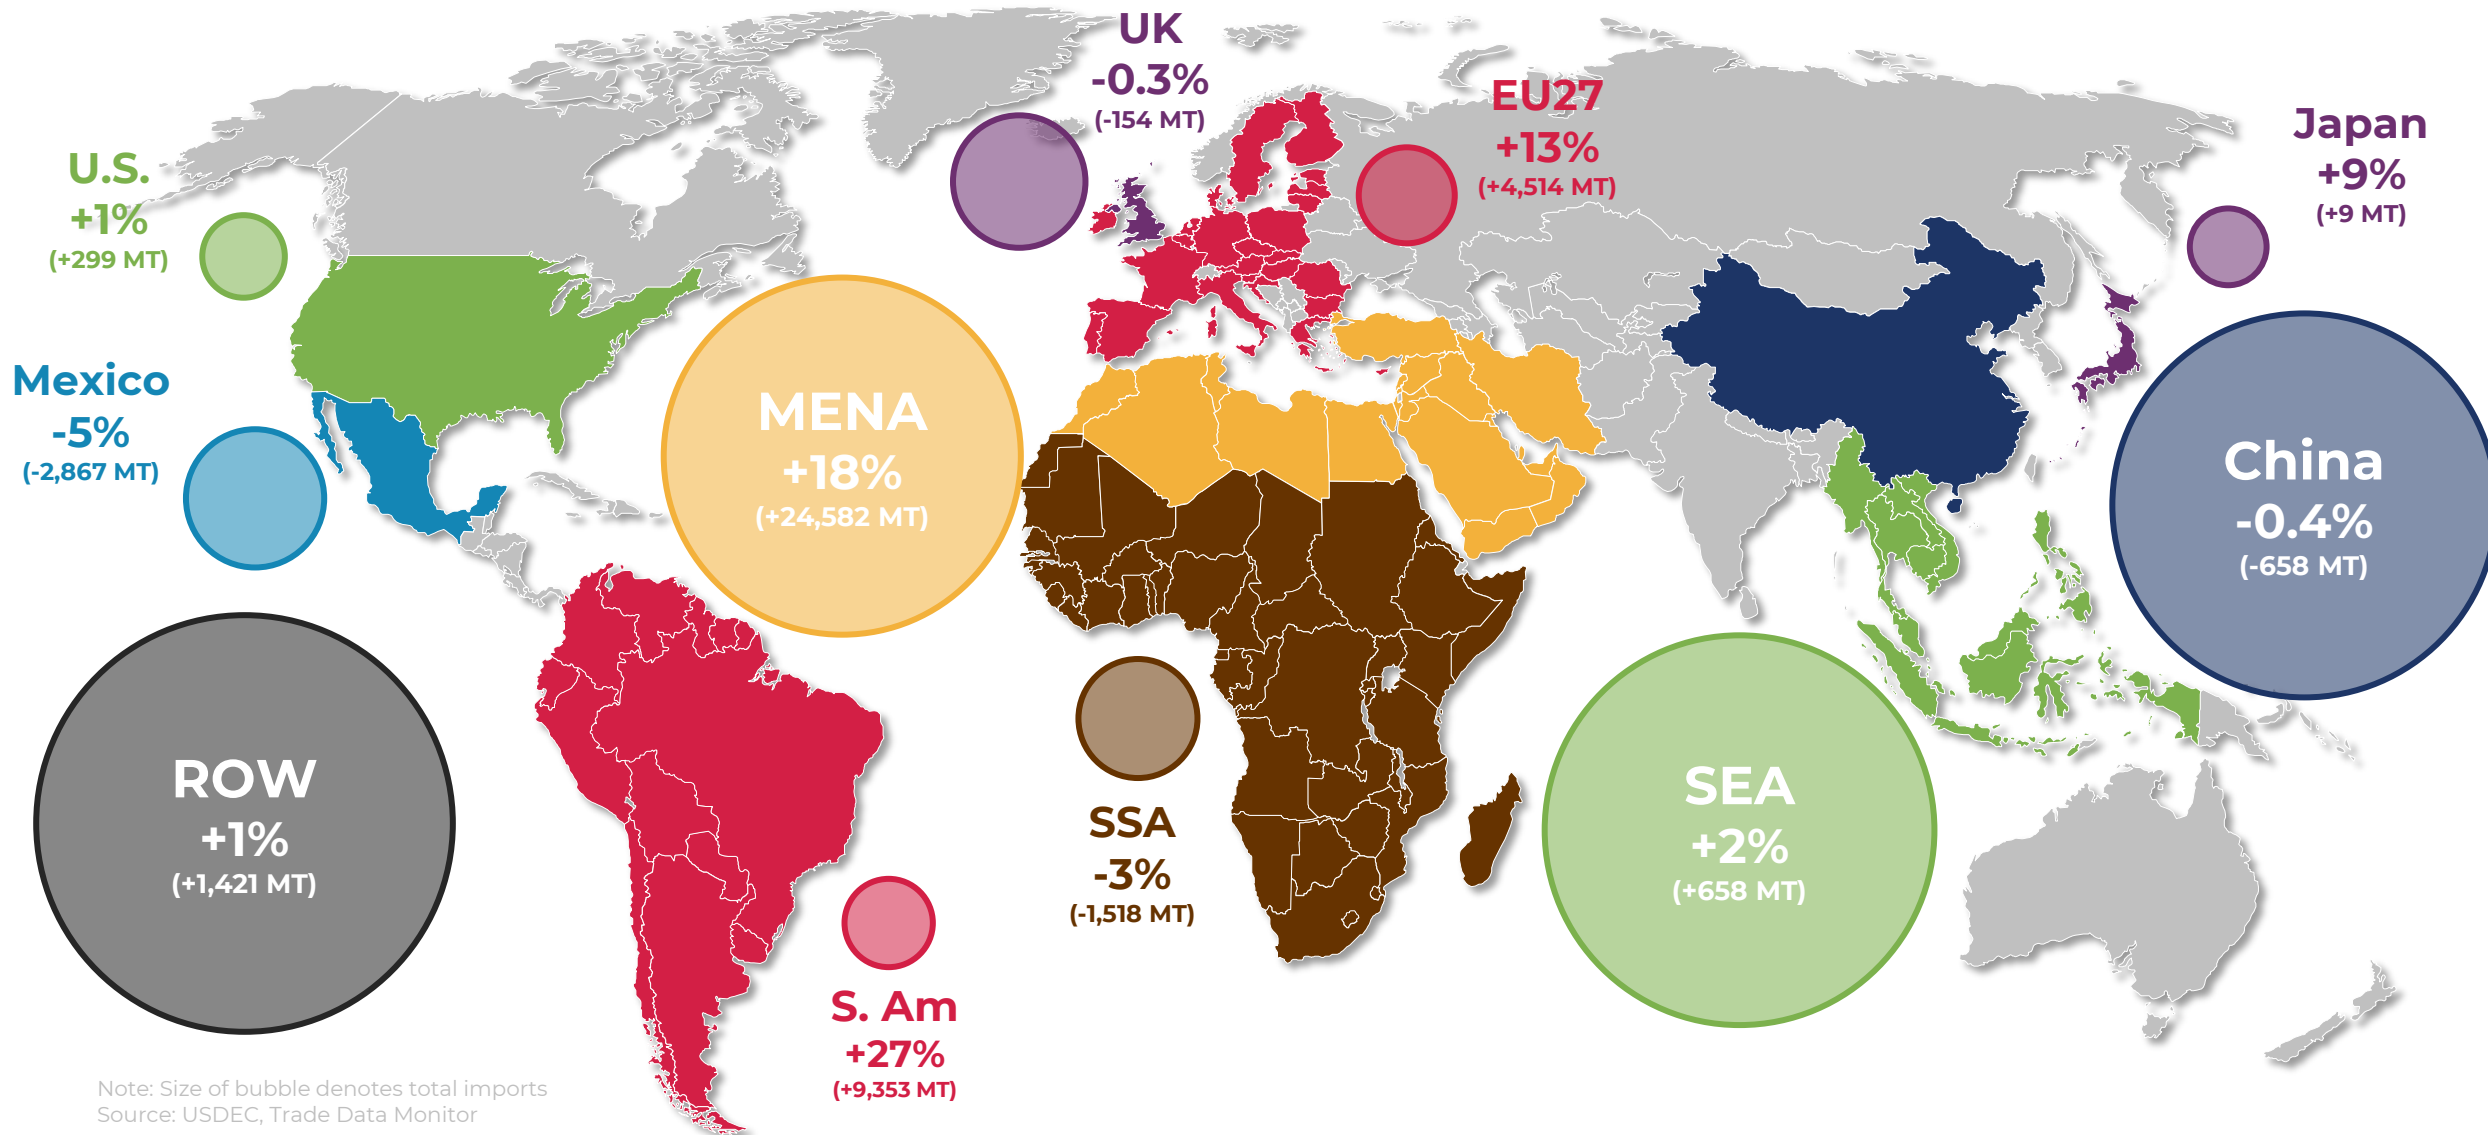 UK
-0.3%
(-154 MT)
EU27
+13%
(+4,514 MT)
Japan
+9%
(+9 MT)
U.S.
+1%
(+299 MT)
Mexico
-5%
(-2,867 MT)
MENA
+18%
(+24,582 MT)
China
-0.4%
(-658 MT)
ROW
+1%
(+1,421 MT)
SSA
-3%
(-1,518 MT)
SEA
+2%
(+658 MT)
S. Am
+27%
(+9,353 MT)
Note: Size of bubble denotes total imports
Source: USDEC, Trade Data Monitor